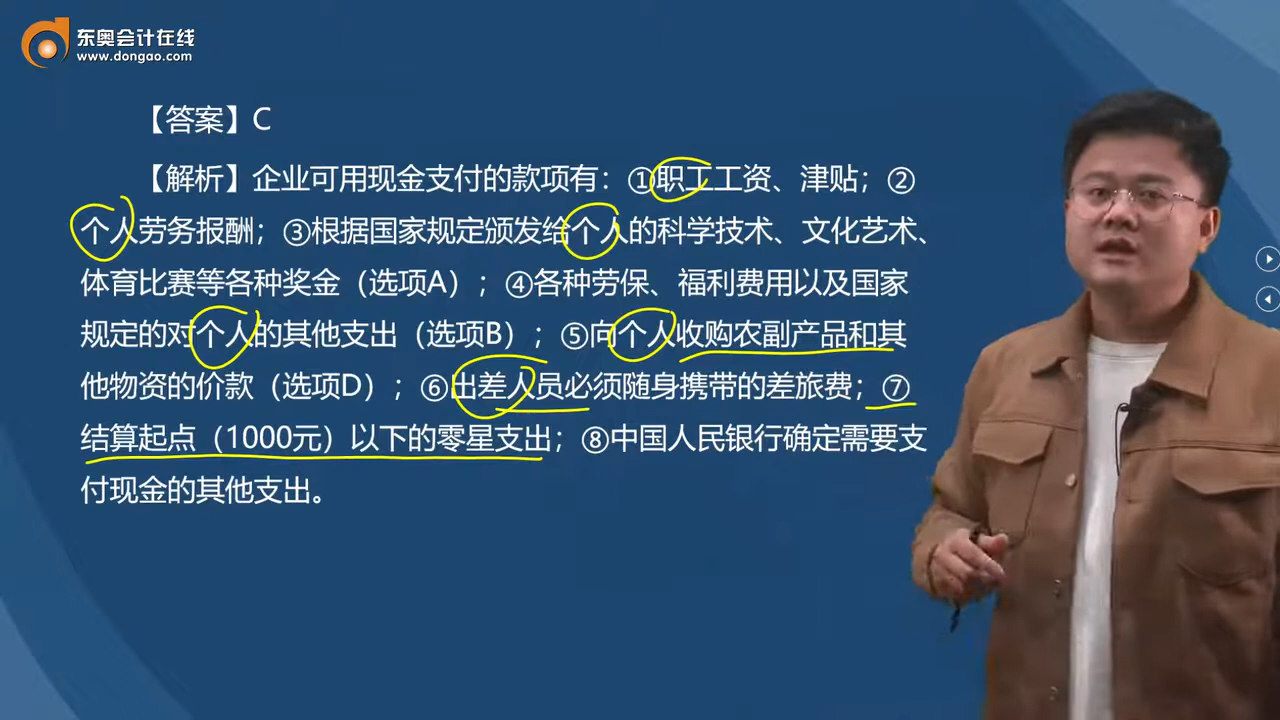 东奥会计在线
www.dongao.com
【答案】C
【解析】企业可用现金支付的款项有：①职工工资、津贴；②
个人劳务报酬；③根据国家规定颁发给个人的科学技术、文化艺术、
体育比赛等各种奖金（选项A）；④各种劳保、福利费用以及国家
规定的对个人的其他支出（选项B）；⑤向个人收购农副产品和其
他物资的价款（选项D）；⑥出差人员必须随身携带的差旅费；⑦
结算起点（1000元）以下的零星支出；⑧中国人民银行确定需要支
付现金的其他支出。